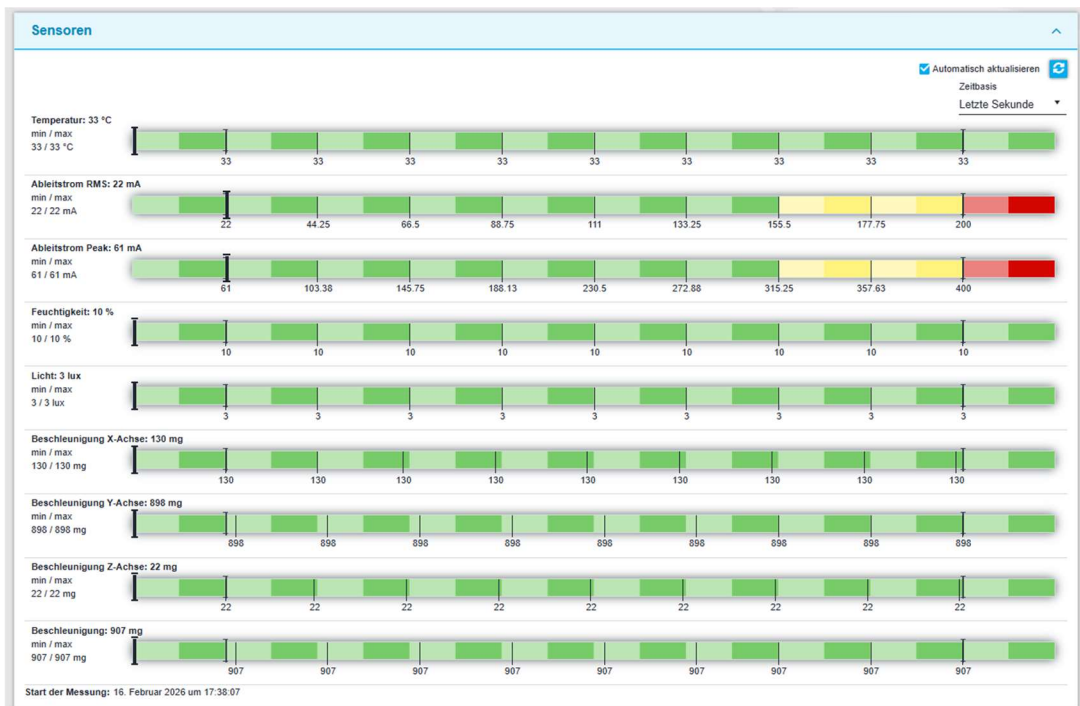 Sensoren
Automatisch aktualisieren
Zeitbasis
Letzte Sekunde
Temperatur: 33 °C
min / max
33 / 33 °C
33 33 33 33 33 33 33 33 33
Ableitstrom RMS: 22 mA
min / max
22 / 22 mA
22 44.25 66.5 88.75 111 133.25 155.5 177.75 200
Ableitstrom Peak: 61 mA
min / max
61 / 61 mA
61 103.38 145.75 188.13 230.5 272.88 315.25 357.63 400
Feuchtigkeit: 10 %
min / max
10 / 10 %
10 10 10 10 10 10 10 10 10
Licht: 3 lux
min / max
3 / 3 lux
3 3 3 3 3 3 3 3 3
Beschleunigung X-Achse: 130 mg
min / max
130 / 130 mg
130 130 130 130 130 130 130 130 130
Beschleunigung Y-Achse: 898 mg
min / max
898 / 898 mg
898 898 898 898 898 898 898 898 898
Beschleunigung Z-Achse: 22 mg
min / max
22 / 22 mg
22 22 22 22 22 22 22 22 22
Beschleunigung: 907 mg
min / max
907 / 907 mg
907 907 907 907 907 907 907 907 907
Start der Messung: 16. Februar 2026 um 17:38:07